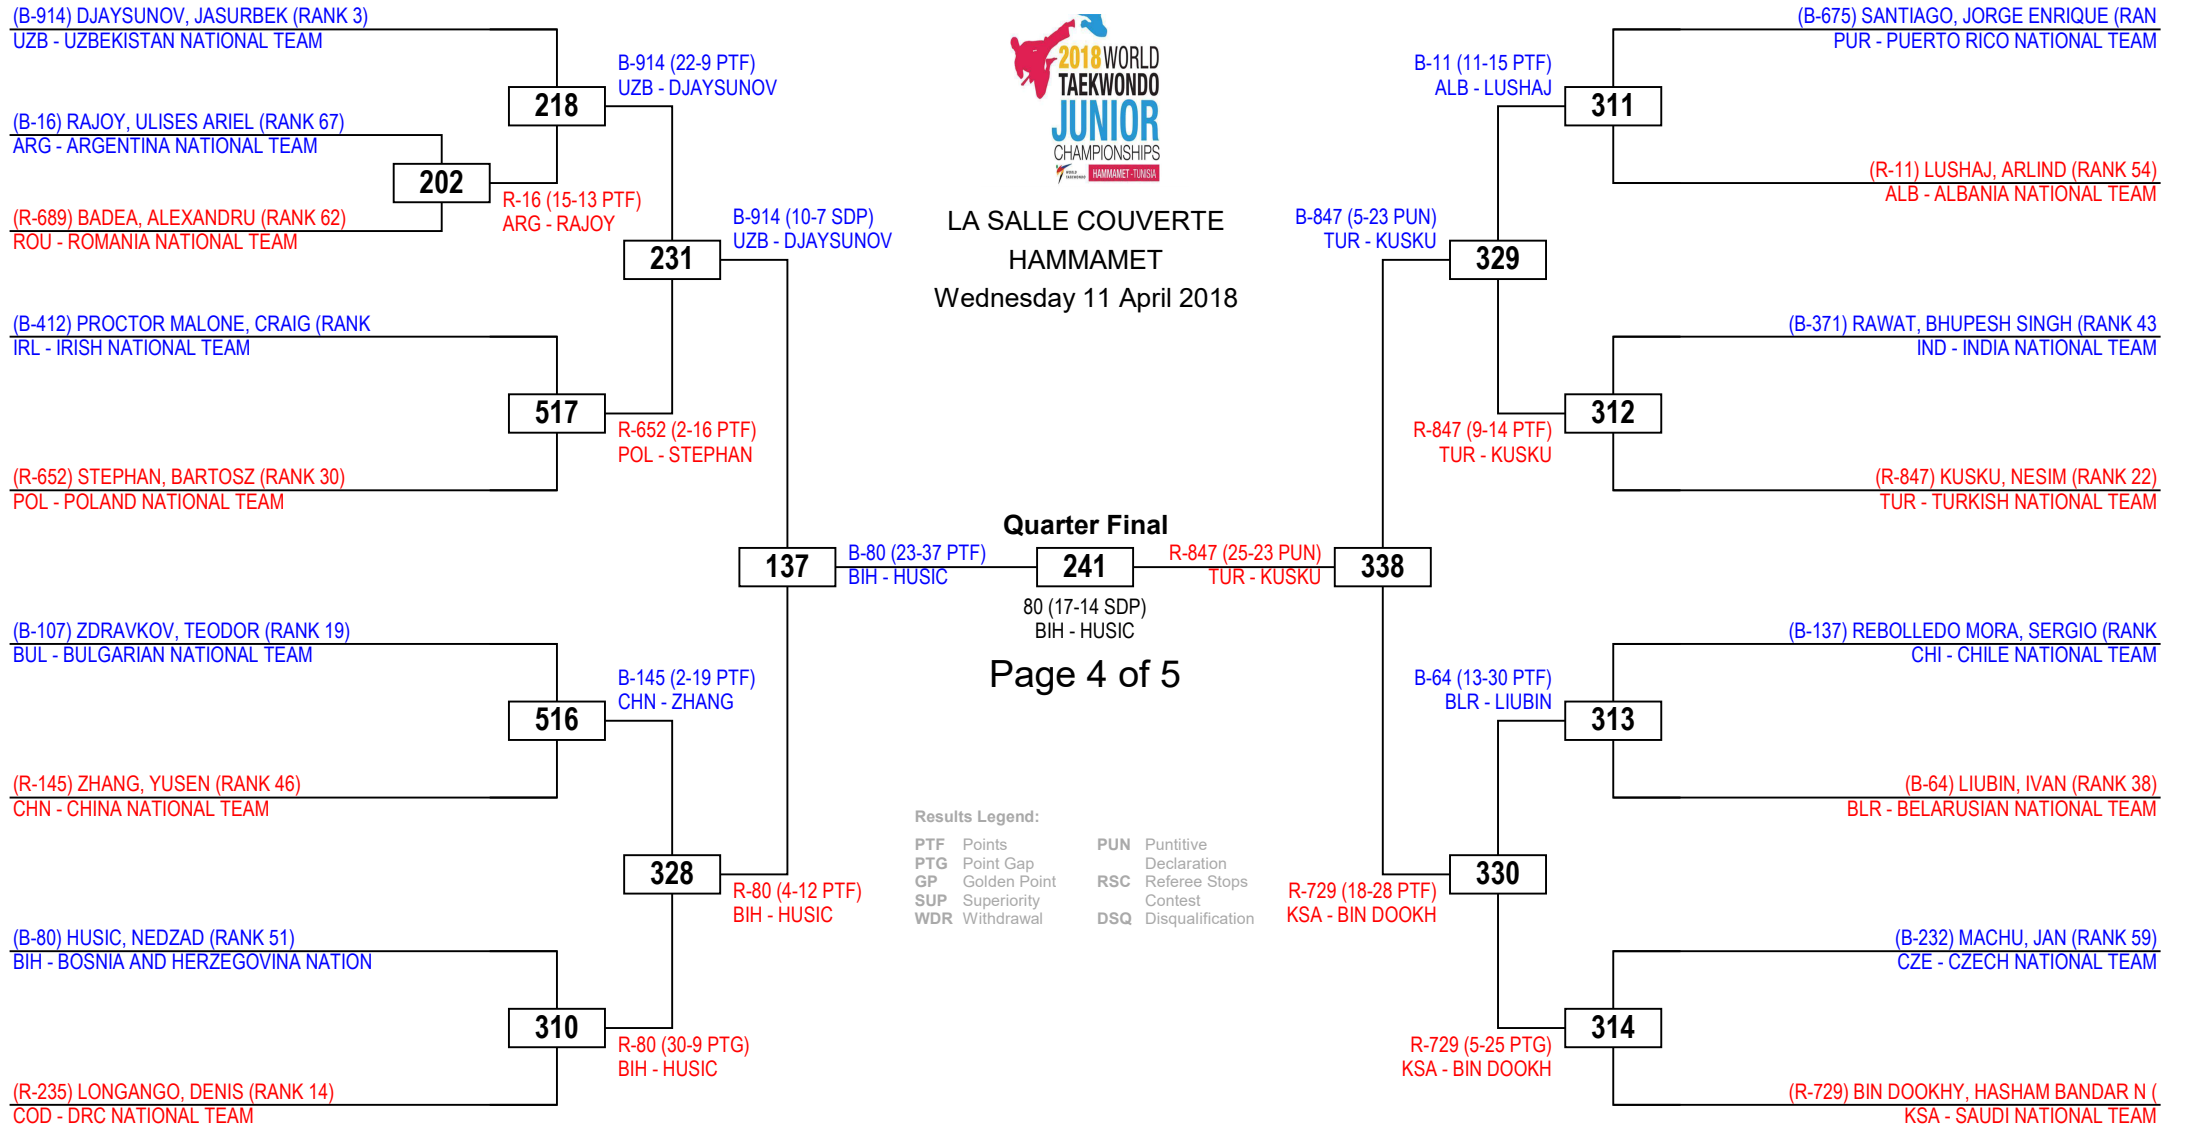 (B-914) DJAYSUNOV, JASURBEK (RANK 3)
UZB - UZBEKISTAN NATIONAL TEAM
(B-16) RAJOY, ULISES ARIEL (RANK 67)
ARG - ARGENTINA NATIONAL TEAM
(R-689) BADEA, ALEXANDRU (RANK 62)
ROU - ROMANIA NATIONAL TEAM
(B-412) PROCTOR MALONE, CRAIG (RANK
IRL - IRISH NATIONAL TEAM
(R-652) STEPHAN, BARTOSZ (RANK 30)
POL - POLAND NATIONAL TEAM
(B-107) ZDRAVKOV, TEODOR (RANK 19)
BUL - BULGARIAN NATIONAL TEAM
(R-145) ZHANG, YUSEN (RANK 46)
CHN - CHINA NATIONAL TEAM
(B-80) HUSIC, NEDZAD (RANK 51)
BIH - BOSNIA AND HERZEGOVINA NATION
(R-235) LONGANGO, DENIS (RANK 14)
COD - DRC NATIONAL TEAM
202
R-16 (15-13 PTF)
ARG - RAJOY
218
B-914 (22-9 PTF)
UZB - DJAYSUNOV
517
R-652 (2-16 PTF)
POL - STEPHAN
516
B-145 (2-19 PTF)
CHN - ZHANG
310
R-80 (30-9 PTG)
BIH - HUSIC
231
B-914 (10-7 SDP)
UZB - DJAYSUNOV
328
R-80 (4-12 PTF)
BIH - HUSIC
137
B-80 (23-37 PTF)
BIH - HUSIC
2018 WORLD
TAEKWONDO
JUNIOR
CHAMPIONSHIPS
HAMMAMET - TUNISIA
LA SALLE COUVERTE
HAMMAMET
Wednesday 11 April 2018
Quarter Final
241
80 (17-14 SDP)
BIH - HUSIC
Page 4 of 5
Results Legend:
PTF Points
PTG Point Gap
GP Golden Point
SUP Superiority
WDR Withdrawal
PUN Puntitive
Declaration
RSC Referee Stops
Contest
DSQ Disqualification
R-847 (25-23 PUN)
TUR - KUSKU
338
B-847 (5-23 PUN)
TUR - KUSKU
329
R-729 (18-28 PTF)
KSA - BIN DOOKH
330
B-11 (11-15 PTF)
ALB - LUSHAJ
311
R-847 (9-14 PTF)
TUR - KUSKU
312
B-64 (13-30 PTF)
BLR - LIUBIN
313
R-729 (5-25 PTG)
KSA - BIN DOOKH
314
(B-675) SANTIAGO, JORGE ENRIQUE (RAN
PUR - PUERTO RICO NATIONAL TEAM
(R-11) LUSHAJ, ARLIND (RANK 54)
ALB - ALBANIA NATIONAL TEAM
(B-371) RAWAT, BHUPESH SINGH (RANK 43
IND - INDIA NATIONAL TEAM
(R-847) KUSKU, NESIM (RANK 22)
TUR - TURKISH NATIONAL TEAM
(B-137) REBOLLEDO MORA, SERGIO (RANK
CHI - CHILE NATIONAL TEAM
(B-64) LIUBIN, IVAN (RANK 38)
BLR - BELARUSIAN NATIONAL TEAM
(B-232) MACHU, JAN (RANK 59)
CZE - CZECH NATIONAL TEAM
(R-729) BIN DOOKHY, HASHAM BANDAR N (
KSA - SAUDI NATIONAL TEAM